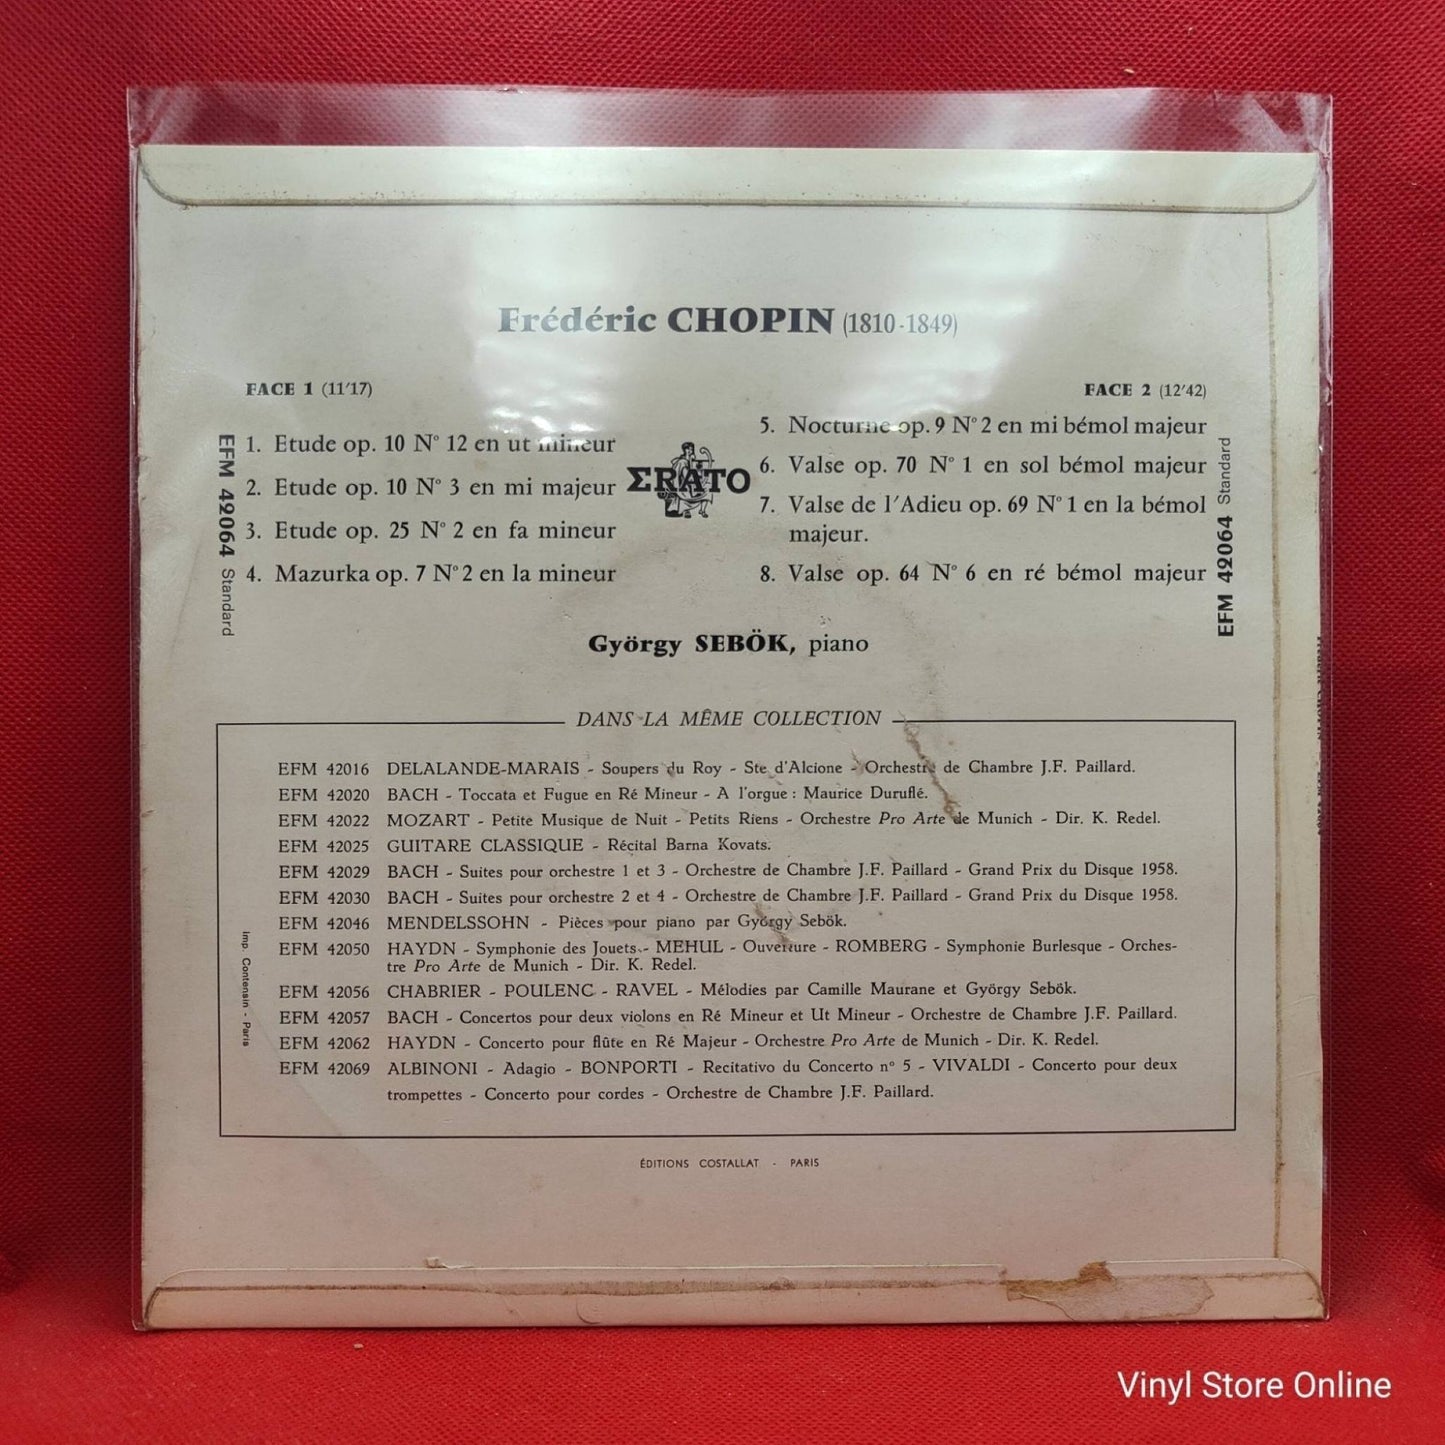 Frédéric CHOPIN (1810-1849)
FACE 1 (11'17)
1. Etude op. 10 N° 12 en ut mineur
2. Etude op. 10 N° 3 en mi majeur
3. Etude op. 25 N° 2 en fa mineur
4. Mazurka op. 7 N° 2 en la mineur
EFM 42064 Standard
ΣRATO
FACE 2 (12'42)
5. Nocturne op. 9 N° 2 en mi bémol majeur
6. Valse op. 70 N° 1 en sol bémol majeur
7. Valse de l'Adieu op. 69 N° 1 en la bémol
majeur.
8. Valse op. 64 N° 6 en ré bémol majeur
EFM 42064 Standard
György SEBÖK, piano
DANS LA MÊME COLLECTION
EFM 42016 DELALANDE-MARAIS - Soupers du Roy - Ste d'Alcione - Orchestre de Chambre J.F. Paillard.
EFM 42020 BACH - Toccata et Fugue en Ré Mineur - A l'orgue : Maurice Duruflé.
EFM 42022 MOZART - Petite Musique de Nuit - Petits Riens - Orchestre Pro Arte de Munich - Dir. K. Redel.
EFM 42025 GUITARE CLASSIQUE - Récital Barna Kovats.
EFM 42029 BACH - Suites pour orchestre 1 et 3 - Orchestre de Chambre J.F. Paillard - Grand Prix du Disque 1958.
EFM 42030 BACH - Suites pour orchestre 2 et 4 - Orchestre de Chambre J.F. Paillard - Grand Prix du Disque 1958.
EFM 42046 MENDELSSOHN - Pièces pour piano par György Sebök.
EFM 42050 HAYDN - Symphonie des Jouets - MEHUL - Ouverture - ROMBERG - Symphonie Burlesque - Orches-
tre Pro Arte de Munich - Dir. K. Redel.
EFM 42056 CHABRIER - POULENC - RAVEL - Mélodies par Camille Maurane et György Sebök.
EFM 42057 BACH - Concertos pour deux violons en Ré Mineur et Ut Mineur - Orchestre de Chambre J.F. Paillard.
EFM 42062 HAYDN - Concerto pour flûte en Ré Majeur - Orchestre Pro Arte de Munich - Dir. K. Redel.
EFM 42069 ALBINONI - Adagio - BONPORTI - Recitativo du Concerto n° 5 - VIVALDI - Concerto pour deux
trompettes - Concerto pour cordes - Orchestre de Chambre J.F. Paillard.
Imp. Contensin - Paris
ÉDITIONS COSTALLAT - PARIS
Vinyl Store Online